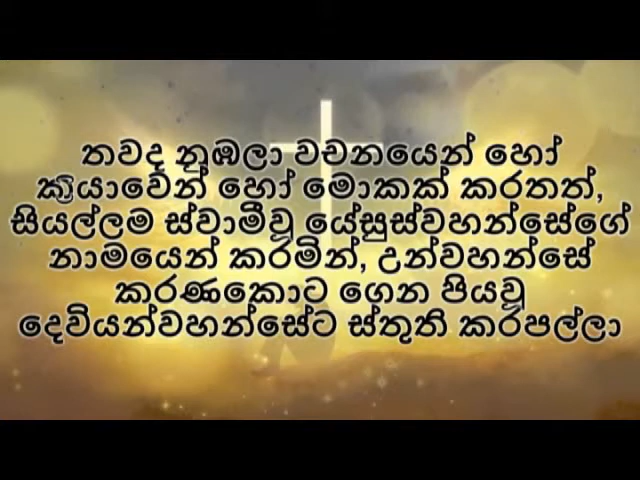 තවද නුඹලා වචනයෙන් හෝ
ක්‍රියාවෙන් හෝ මොකක් කරතත්,
සියල්ලම ස්වාමීවූ යේසුස්වහන්සේගේ
නාමයෙන් කරමින්, උන්වහන්සේ
කරණකොට ගෙන පියවූ
දෙවියන්වහන්සේට ස්තුති කරපල්ලා